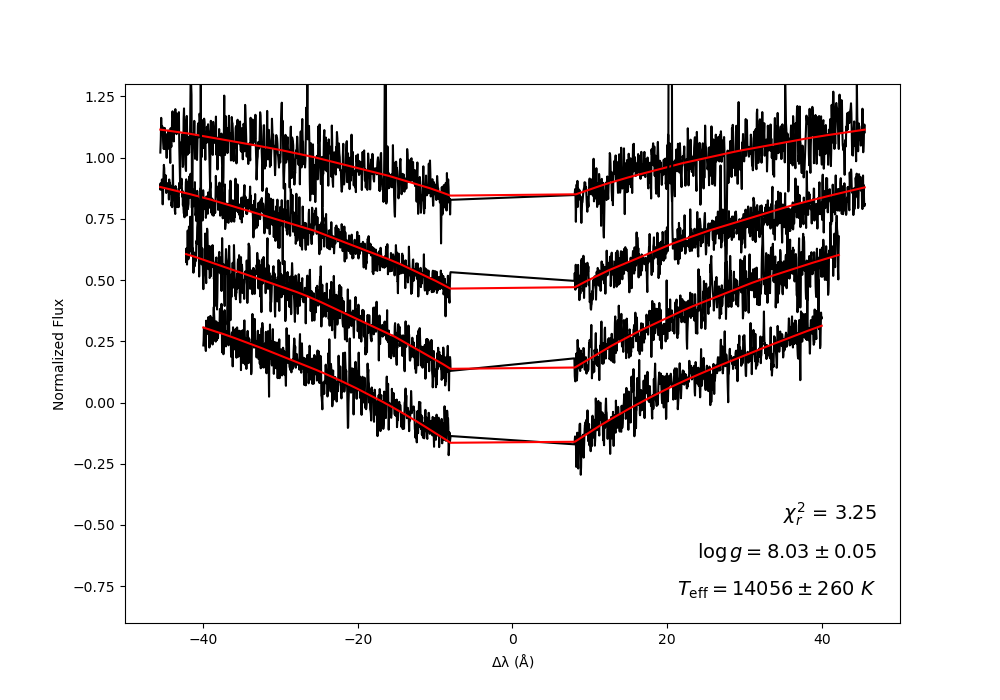 1.25
1.00
0.75
0.50
0.25
0.00
−0.25
−0.50
−0.75
Normalized Flux
χ²ᵣ = 3.25
log g = 8.03 ± 0.05
T_eff = 14056 ± 260 K
−40 −20 0 20 40
Δλ (Å)